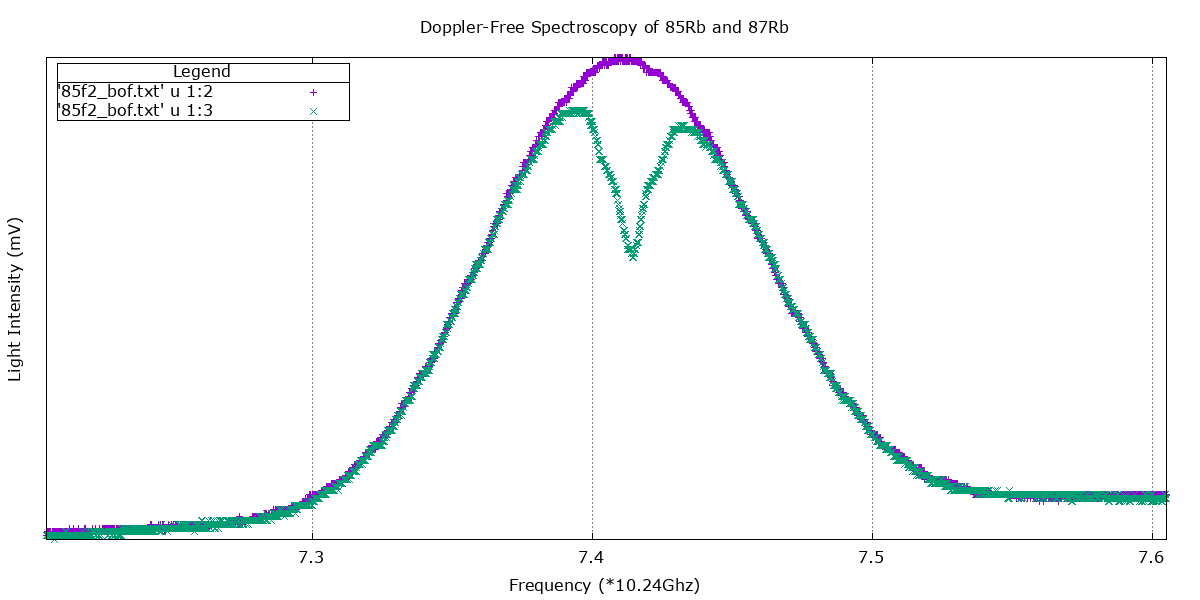 Doppler-Free Spectroscopy of 85Rb and 87Rb
Legend
'85f2_bof.txt' u 1:2
'85f2_bof.txt' u 1:3
Light Intensity (mV)
7.3 7.4 7.5 7.6
Frequency (*10.24Ghz)